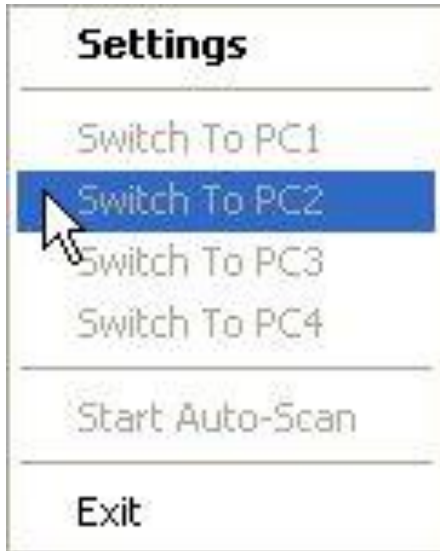 Settings
Switch To PC1
Switch To PC2
Switch To PC3
Switch To PC4
Start Auto-Scan
Exit